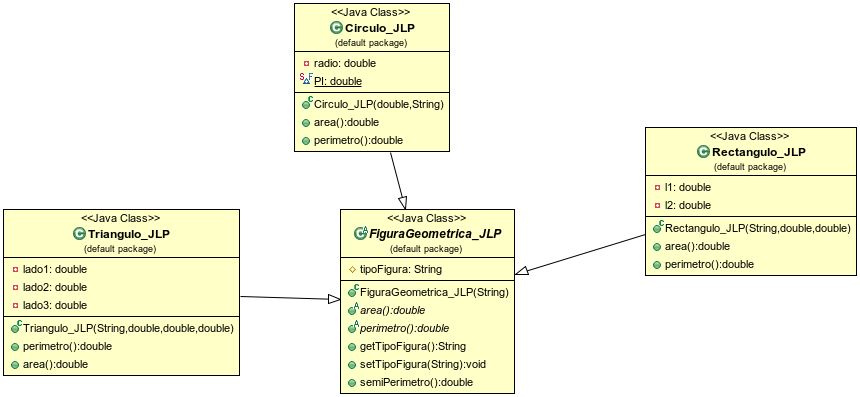 <<Java Class>>
Circulo_JLP
(default package)
radio: double
PI: double
Circulo_JLP(double,String)
area():double
perimetro():double
<<Java Class>>
Rectangulo_JLP
(default package)
l1: double
l2: double
Rectangulo_JLP(String,double,double)
area():double
perimetro():double
<<Java Class>>
Triangulo_JLP
(default package)
lado1: double
lado2: double
lado3: double
Triangulo_JLP(String,double,double,double)
perimetro():double
area():double
<<Java Class>>
FiguraGeometrica_JLP
(default package)
tipoFigura: String
FiguraGeometrica_JLP(String)
area():double
perimetro():double
getTipoFigura():String
setTipoFigura(String):void
semiPerimetro():double